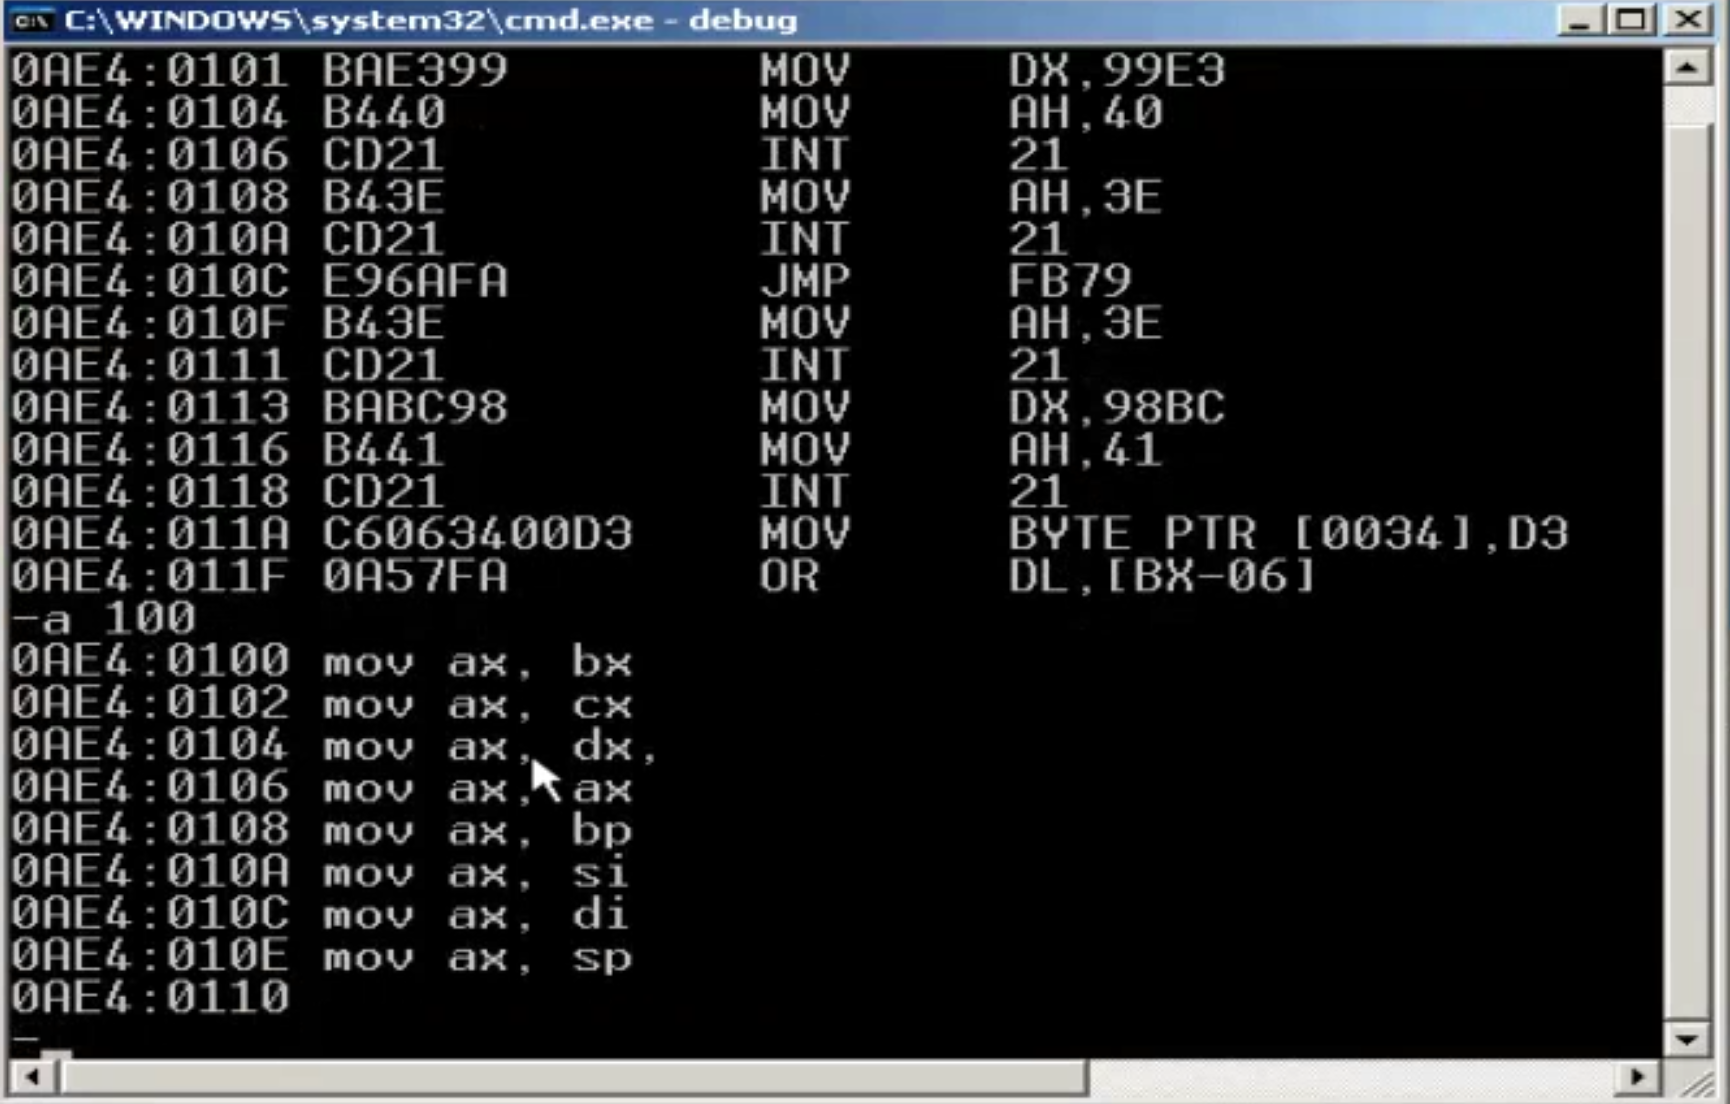 C:\WINDOWS\system32\cmd.exe - debug
0AE4:0101 BAE399 MOV DX,99E3
0AE4:0104 B440 MOV AH,40
0AE4:0106 CD21 INT 21
0AE4:0108 B43E MOV AH,3E
0AE4:010A CD21 INT 21
0AE4:010C E96AFA JMP FB79
0AE4:010F B43E MOV AH,3E
0AE4:0111 CD21 INT 21
0AE4:0113 BABC98 MOV DX,98BC
0AE4:0116 B441 MOV AH,41
0AE4:0118 CD21 INT 21
0AE4:011A C6063400D3 MOV BYTE PTR [0034],D3
0AE4:011F 0A57FA OR DL,[BX-06]
-a 100
0AE4:0100 mov ax, bx
0AE4:0102 mov ax, cx
0AE4:0104 mov ax, dx,
0AE4:0106 mov ax, ax
0AE4:0108 mov ax, bp
0AE4:010A mov ax, si
0AE4:010C mov ax, di
0AE4:010E mov ax, sp
0AE4:0110
-